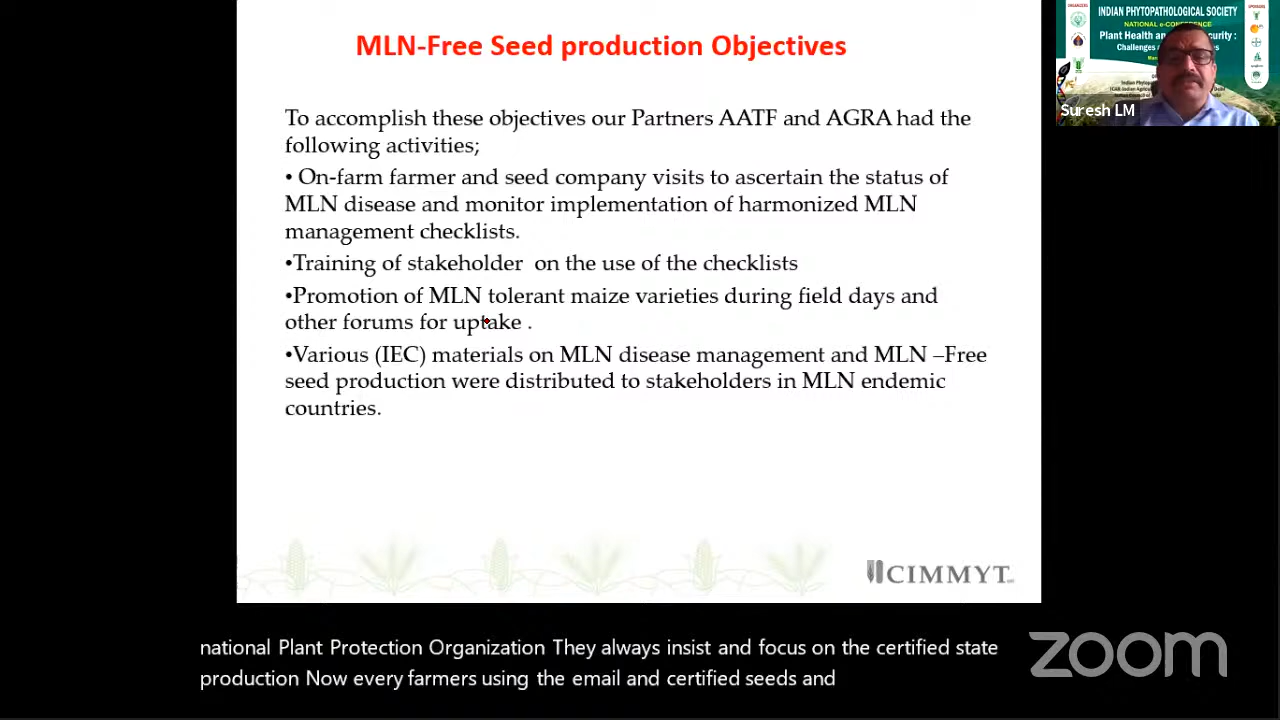 MLN-Free Seed production Objectives
To accomplish these objectives our Partners AATF and AGRA had the
following activities;
• On-farm farmer and seed company visits to ascertain the status of
MLN disease and monitor implementation of harmonized MLN
management checklists.
•Training of stakeholder on the use of the checklists
•Promotion of MLN tolerant maize varieties during field days and
other forums for uptake .
•Various (IEC) materials on MLN disease management and MLN –Free
seed production were distributed to stakeholders in MLN endemic
countries.
CIMMYT
ORGANIZERS
INDIAN PHYTOPATHOLOGICAL SOCIETY
SPONSORS
NATIONAL e-CONFERENCE
Plant Health and
Challenges
Suresh LM
national Plant Protection Organization They always insist and focus on the certified state
production Now every farmers using the email and certified seeds and
zoom